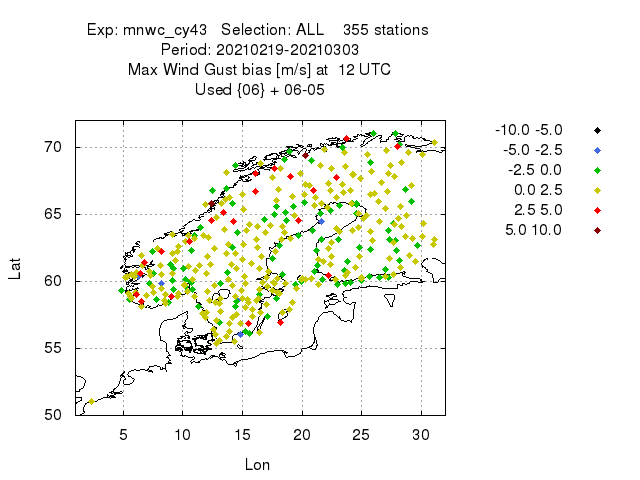 Exp: mnwc_cy43 Selection: ALL 355 stations
Period: 20210219-20210303
Max Wind Gust bias [m/s] at 12 UTC
Used {06} + 06-05
-10.0 -5.0
-5.0 -2.5
-2.5 0.0
0.0 2.5
2.5 5.0
5.0 10.0
70
65
60
55
50
Lat
5 10 15 20 25 30
Lon